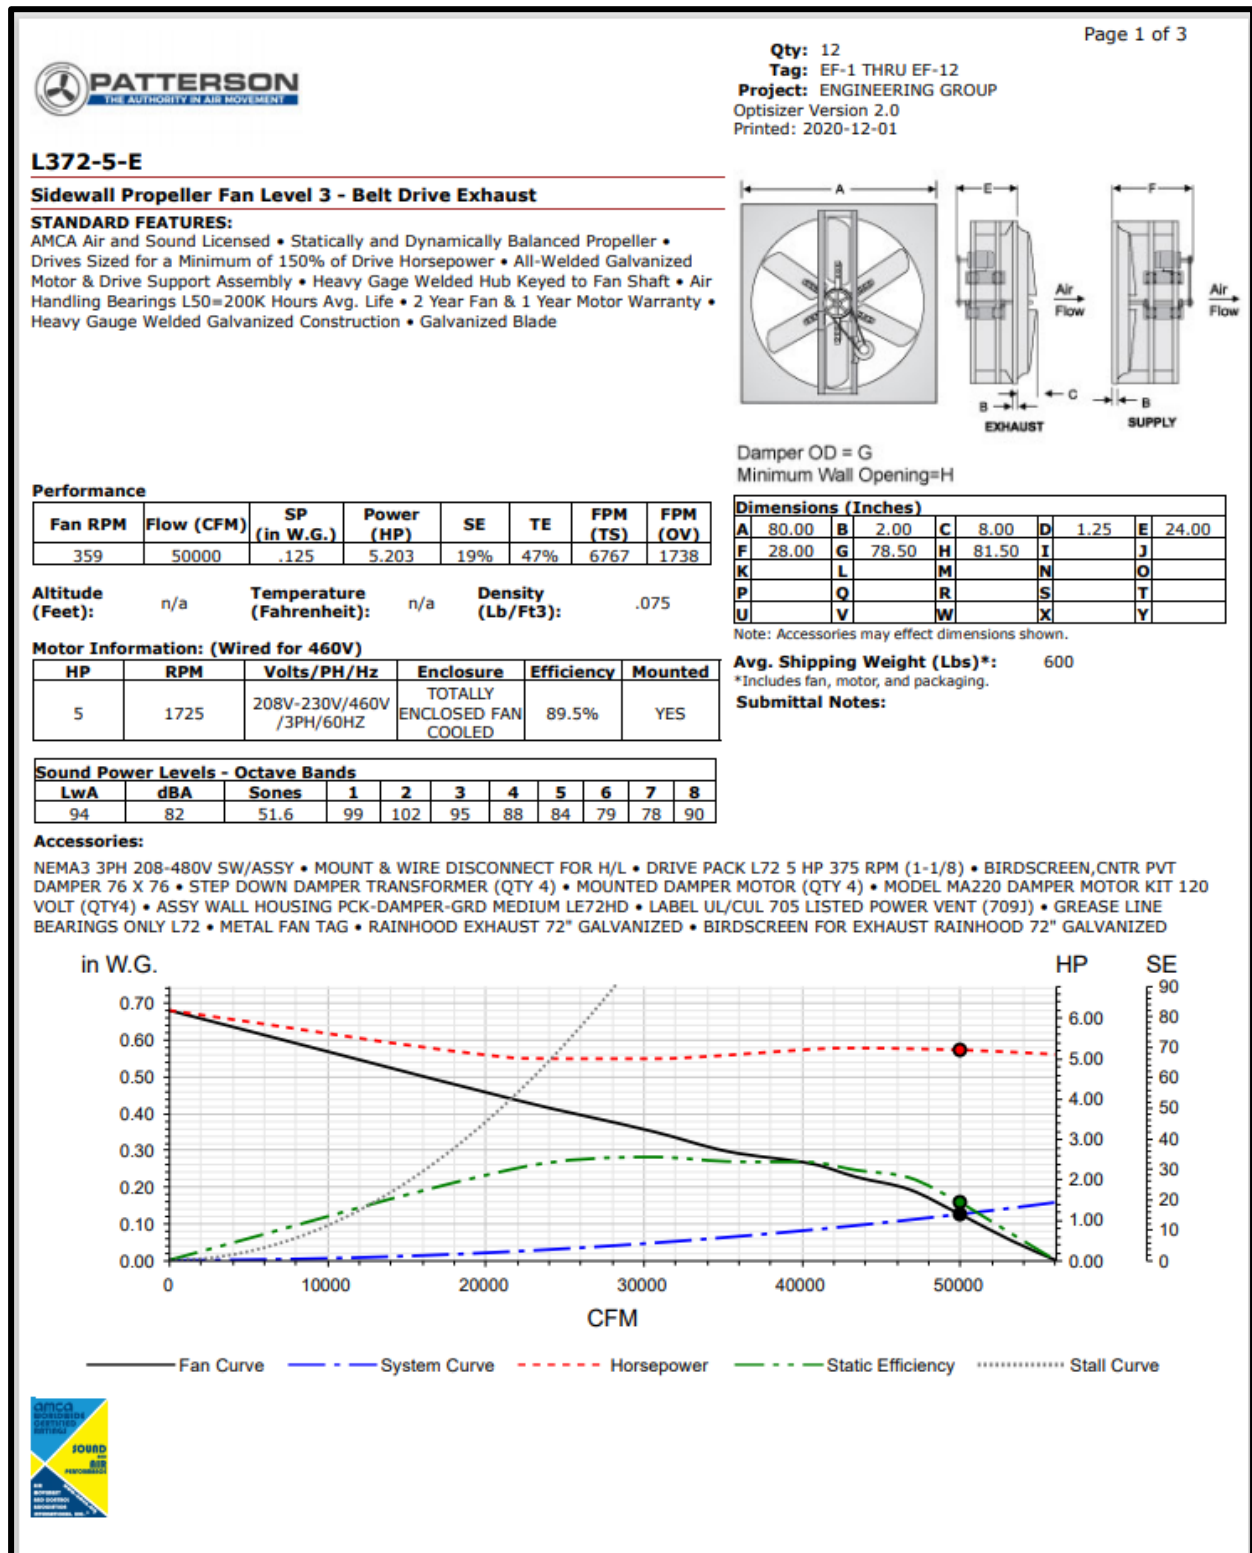 Page 1 of 3
PATTERSON
THE AUTHORITY IN AIR MOVEMENT
Qty: 12
Tag: EF-1 THRU EF-12
Project: ENGINEERING GROUP
Optisizer Version 2.0
Printed: 2020-12-01
L372-5-E
Sidewall Propeller Fan Level 3 - Belt Drive Exhaust
STANDARD FEATURES:
AMCA Air and Sound Licensed • Statically and Dynamically Balanced Propeller •
Drives Sized for a Minimum of 150% of Drive Horsepower • All-Welded Galvanized
Motor & Drive Support Assembly • Heavy Gage Welded Hub Keyed to Fan Shaft • Air
Handling Bearings L50=200K Hours Avg. Life • 2 Year Fan & 1 Year Motor Warranty •
Heavy Gauge Welded Galvanized Construction • Galvanized Blade
A E F
Air Flow Air Flow
B C B
EXHAUST SUPPLY
Damper OD = G
Minimum Wall Opening=H
Performance
Fan RPM Flow (CFM) SP (in W.G.) Power (HP) SE TE FPM (TS) FPM (OV)
359 50000 .125 5.203 19% 47% 6767 1738
Altitude (Feet): n/a Temperature (Fahrenheit): n/a Density (Lb/Ft3): .075
Dimensions (Inches)
A 80.00 B 2.00 C 8.00 D 1.25 E 24.00
F 28.00 G 78.50 H 81.50 I J
K L M N O
P Q R S T
U V W X Y
Note: Accessories may effect dimensions shown.
Motor Information: (Wired for 460V)
HP RPM Volts/PH/Hz Enclosure Efficiency Mounted
5 1725 208V-230V/460V /3PH/60HZ TOTALLY ENCLOSED FAN COOLED 89.5% YES
Avg. Shipping Weight (Lbs)*: 600
*Includes fan, motor, and packaging.
Submittal Notes:
Sound Power Levels - Octave Bands
LwA dBA Sones 1 2 3 4 5 6 7 8
94 82 51.6 99 102 95 88 84 79 78 90
Accessories:
NEMA3 3PH 208-480V SW/ASSY • MOUNT & WIRE DISCONNECT FOR H/L • DRIVE PACK L72 5 HP 375 RPM (1-1/8) • BIRDSCREEN,CNTR PVT
DAMPER 76 X 76 • STEP DOWN DAMPER TRANSFORMER (QTY 4) • MOUNTED DAMPER MOTOR (QTY 4) • MODEL MA220 DAMPER MOTOR KIT 120
VOLT (QTY4) • ASSY WALL HOUSING PCK-DAMPER-GRD MEDIUM LE72HD • LABEL UL/CUL 705 LISTED POWER VENT (709J) • GREASE LINE
BEARINGS ONLY L72 • METAL FAN TAG • RAINHOOD EXHAUST 72" GALVANIZED • BIRDSCREEN FOR EXHAUST RAINHOOD 72" GALVANIZED
in W.G. HP SE
0.70 0.60 0.50 0.40 0.30 0.20 0.10 0.00
6.00 5.00 4.00 3.00 2.00 1.00 0.00
90 80 70 60 50 40 30 20 10 0
0 10000 20000 30000 40000 50000
CFM
Fan Curve System Curve Horsepower Static Efficiency Stall Curve
amca
WORLDWIDE
CERTIFIED
RATINGS
SOUND
AND
AIR
PERFORMANCE